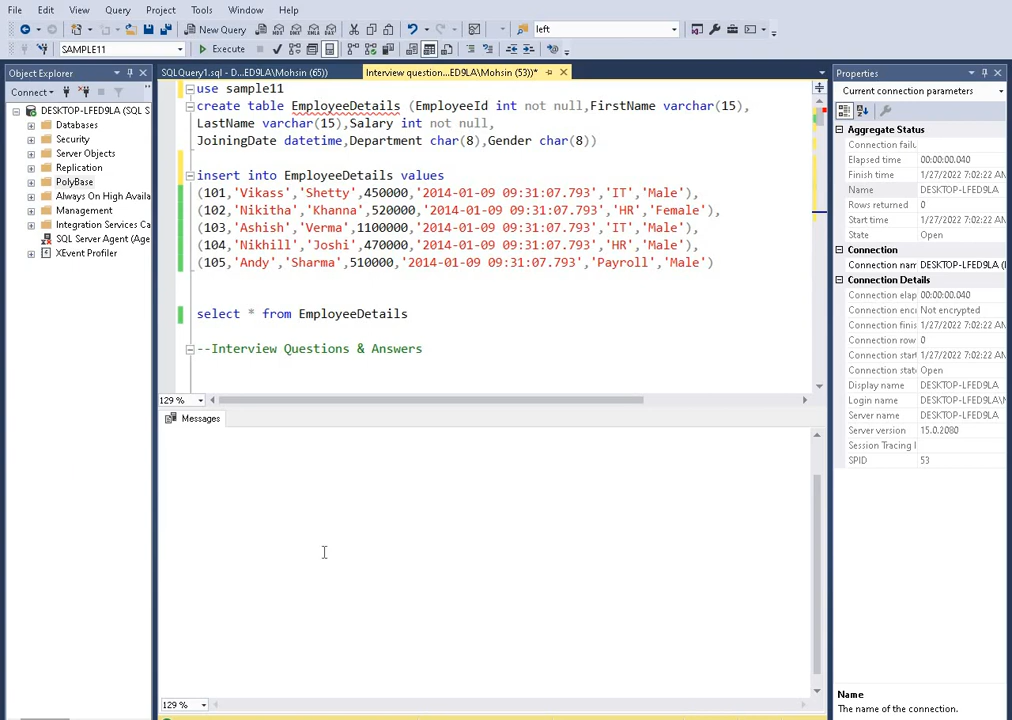 File Edit View Query Project Tools Window Help
New Query left
SAMPLE11 Execute
Object Explorer
Connect
DESKTOP-LFED9LA (SQL S
Databases
Security
Server Objects
Replication
PolyBase
Always On High Availa
Management
Integration Services Ca
SQL Server Agent (Age
XEvent Profiler
SQLQuery1.sql - D...ED9LA\Mohsin (65)) Interview question...ED9LA\Mohsin (53))*
use sample11
create table EmployeeDetails (EmployeeId int not null,FirstName varchar(15),
LastName varchar(15),Salary int not null,
JoiningDate datetime,Department char(8),Gender char(8))
insert into EmployeeDetails values
(101,'Vikass','Shetty',450000,'2014-01-09 09:31:07.793','IT','Male'),
(102,'Nikitha','Khanna',520000,'2014-01-09 09:31:07.793','HR','Female'),
(103,'Ashish','Verma',1100000,'2014-01-09 09:31:07.793','IT','Male'),
(104,'Nikhill','Joshi',470000,'2014-01-09 09:31:07.793','HR','Male'),
(105,'Andy','Sharma',510000,'2014-01-09 09:31:07.793','Payroll','Male')
select * from EmployeeDetails
--Interview Questions & Answers
129 %
Messages
129 %
Properties
Current connection parameters
Aggregate Status
Connection failu
Elapsed time 00:00:00.040
Finish time 1/27/2022 7:02:22 AN
Name DESKTOP-LFED9LA
Rows returned 0
Start time 1/27/2022 7:02:22 AN
State Open
Connection
Connection nam DESKTOP-LFED9LA (
Connection Details
Connection elap 00:00:00.040
Connection encr Not encrypted
Connection finis 1/27/2022 7:02:22 AN
Connection row 0
Connection start 1/27/2022 7:02:22 AN
Connection state Open
Display name DESKTOP-LFED9LA
Login name DESKTOP-LFED9LA\M
Server name DESKTOP-LFED9LA
Server version 15.0.2080
Session Tracing I
SPID 53
Name
The name of the connection.